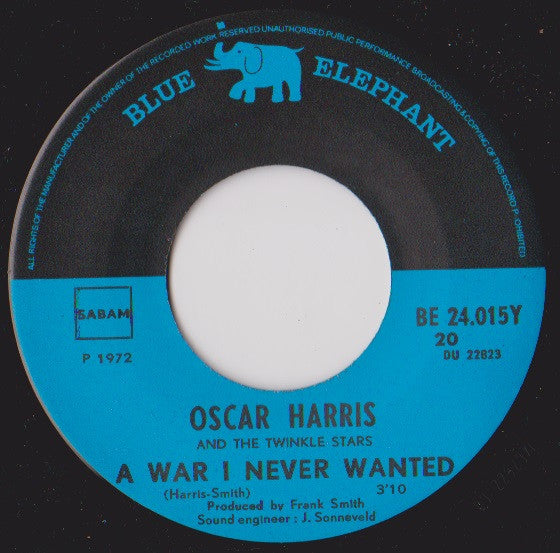 ALL RIGHTS OF THE MANUFACTURER AND OF THE OWNER OF THE RECORDED WORK RESERVED UNAUTHORISED PUBLIC PERFORMANCE BROADCASTING & COPYING OF THIS RECORD PROHIBITED
BLUE ELEPHANT
SABAM
BE 24.015Y
20
P 1972
DU 22823
OSCAR HARRIS
AND THE TWINKLE STARS
A WAR I NEVER WANTED
(Harris-Smith) 3'10
Produced by Frank Smith
Sound engineer : J. Sonneveld